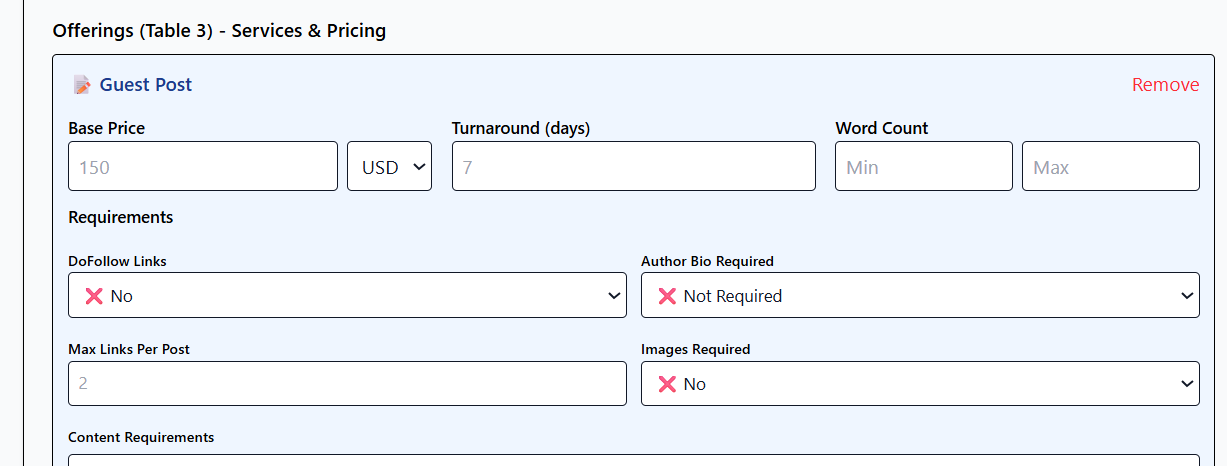 Offerings (Table 3) - Services & Pricing
📝 Guest Post
Remove
Base Price
Turnaround (days)
Word Count
150
USD
7
Min
Max
Requirements
DoFollow Links
Author Bio Required
❌ No
❌ Not Required
Max Links Per Post
Images Required
2
❌ No
Content Requirements